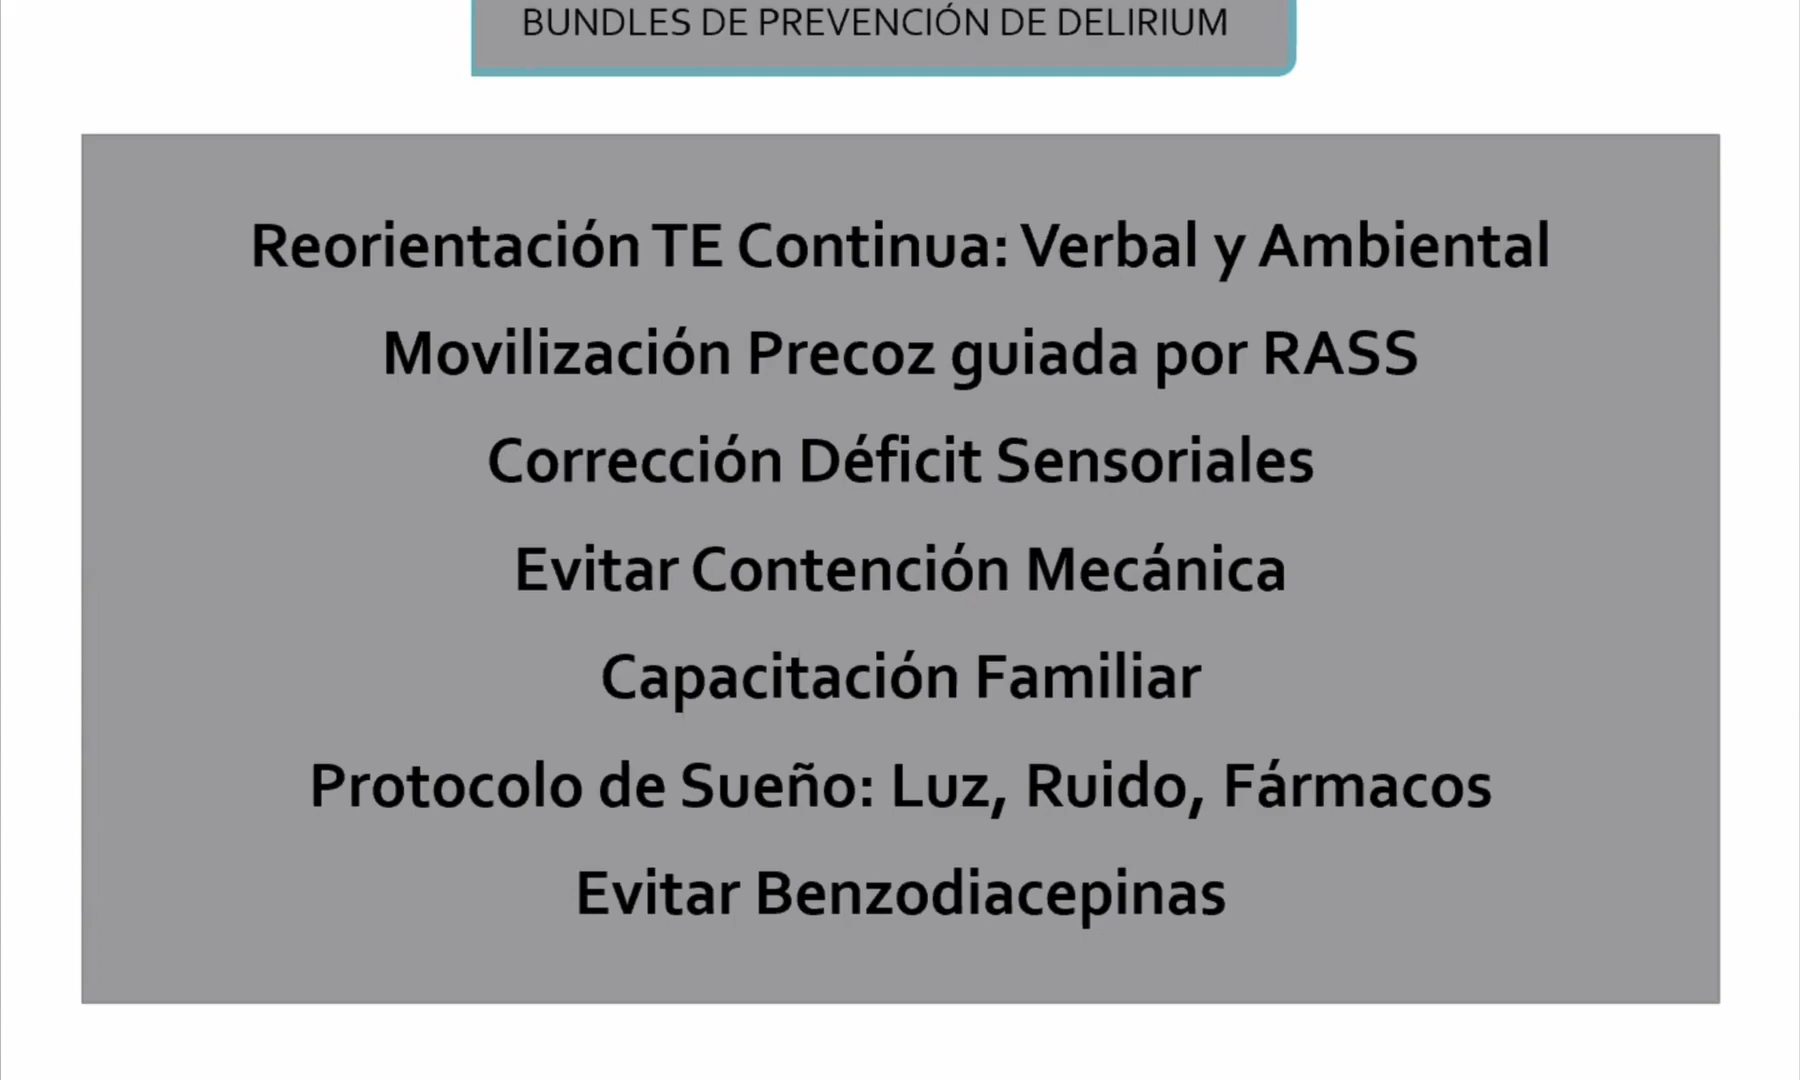 BUNDLES DE PREVENCIÓN DE DELIRIUM
Reorientación TE Continua: Verbal y Ambiental
Movilización Precoz guiada por RASS
Corrección Déficit Sensoriales
Evitar Contención Mecánica
Capacitación Familiar
Protocolo de Sueño: Luz, Ruido, Fármacos
Evitar Benzodiacepinas